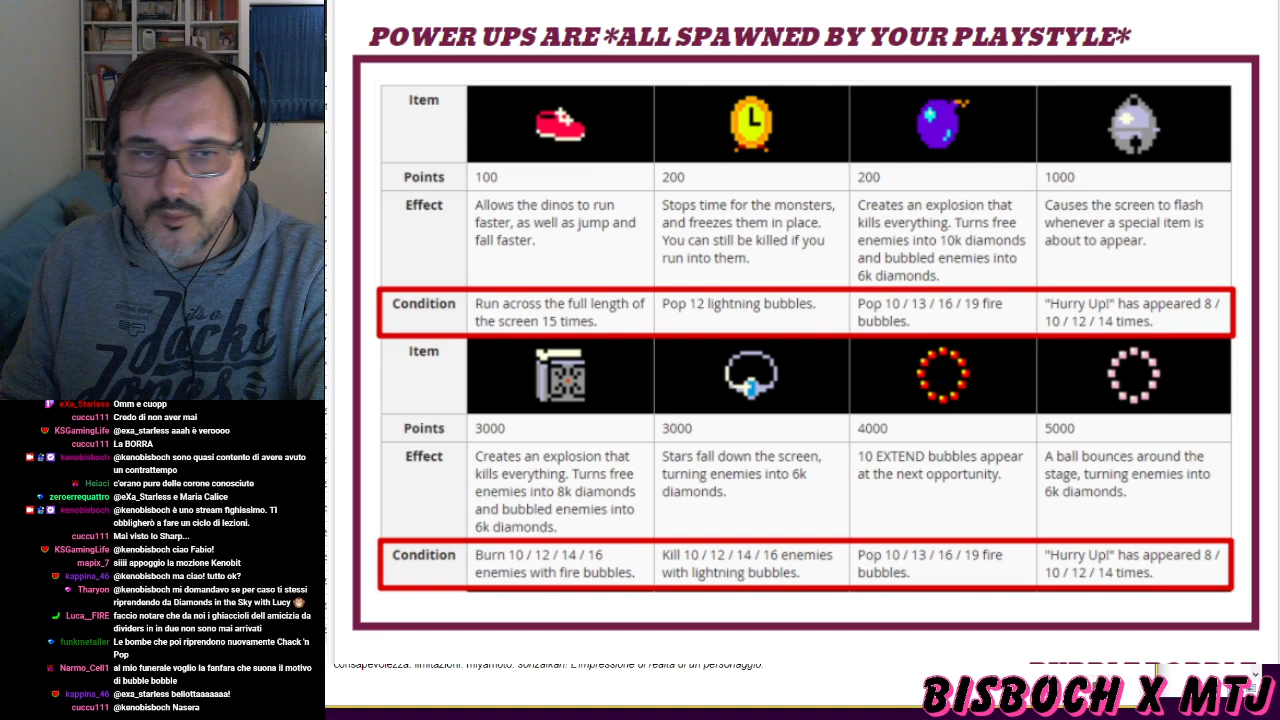 POWER UPS ARE *ALL SPAWNED BY YOUR PLAYSTYLE*
Item
Points 100 200 200 1000
Effect Allows the dinos to run Stops time for the monsters, Creates an explosion that Causes the screen to flash
faster, as well as jump and and freezes them in place. kills everything. Turns free whenever a special item is
fall faster. You can still be killed if you enemies into 10k diamonds about to appear.
run into them. and bubbled enemies into
6k diamonds.
Condition Run across the full length of Pop 12 lightning bubbles. Pop 10 / 13 / 16 / 19 fire "Hurry Up!" has appeared 8 /
the screen 15 times. bubbles. 10 / 12 / 14 times.
Item
Points 3000 3000 4000 5000
Effect Creates an explosion that Stars fall down the screen, 10 EXTEND bubbles appear A ball bounces around the
kills everything. Turns free turning enemies into 6k at the next opportunity. stage, turning enemies into
enemies into 8k diamonds diamonds. 6k diamonds.
and bubbled enemies into
6k diamonds.
Condition Burn 10 / 12 / 14 / 16 Kill 10 / 12 / 14 / 16 enemies Pop 10 / 13 / 16 / 19 fire "Hurry Up!" has appeared 8 /
enemies with fire bubbles. with lightning bubbles. bubbles. 10 / 12 / 14 times.
consapevolezza. limitazioni. miyamoto. sonzaikan! L'impressione di realtà di un personaggio.
BISBOCH X MTJ
JACK &
JONES
eXa_Starless Omm e cuopp
cuccu111 Credo di non aver mai
KSGamingLife @exa_starless aaah è veroooo
cuccu111 La BORRA
kenobisboch @kenobisboch sono quasi contento di avere avuto
un contrattempo
Heiaci c'erano pure delle corone conosciute
zeroerrequattro @eXa_Starless e Maria Calice
kenobisboch @kenobisboch è uno stream fighissimo. Ti
obbligherò a fare un ciclo di lezioni.
cuccu111 Mai visto lo Sharp...
KSGamingLife @kenobisboch ciao Fabio!
mapix_7 siiii appoggio la mozione Kenobit
kappina_46 @kenobisboch ma ciao! tutto ok?
Tharyon @kenobisboch mi domandavo se per caso ti stessi
riprendendo da Diamonds in the Sky with Lucy
Luca__FIRE faccio notare che da noi i ghiaccioli dell amicizia da
dividers in in due non sono mai arrivati
funkmetaller Le bombe che poi riprendono nuovamente Chack 'n
Pop
Narmo_Cell1 al mio funerale voglio la fanfara che suona il motivo
di bubble bobble
kappina_46 @exa_starless bellottaaaaaaa!
cuccu111 @kenobisboch Nasera